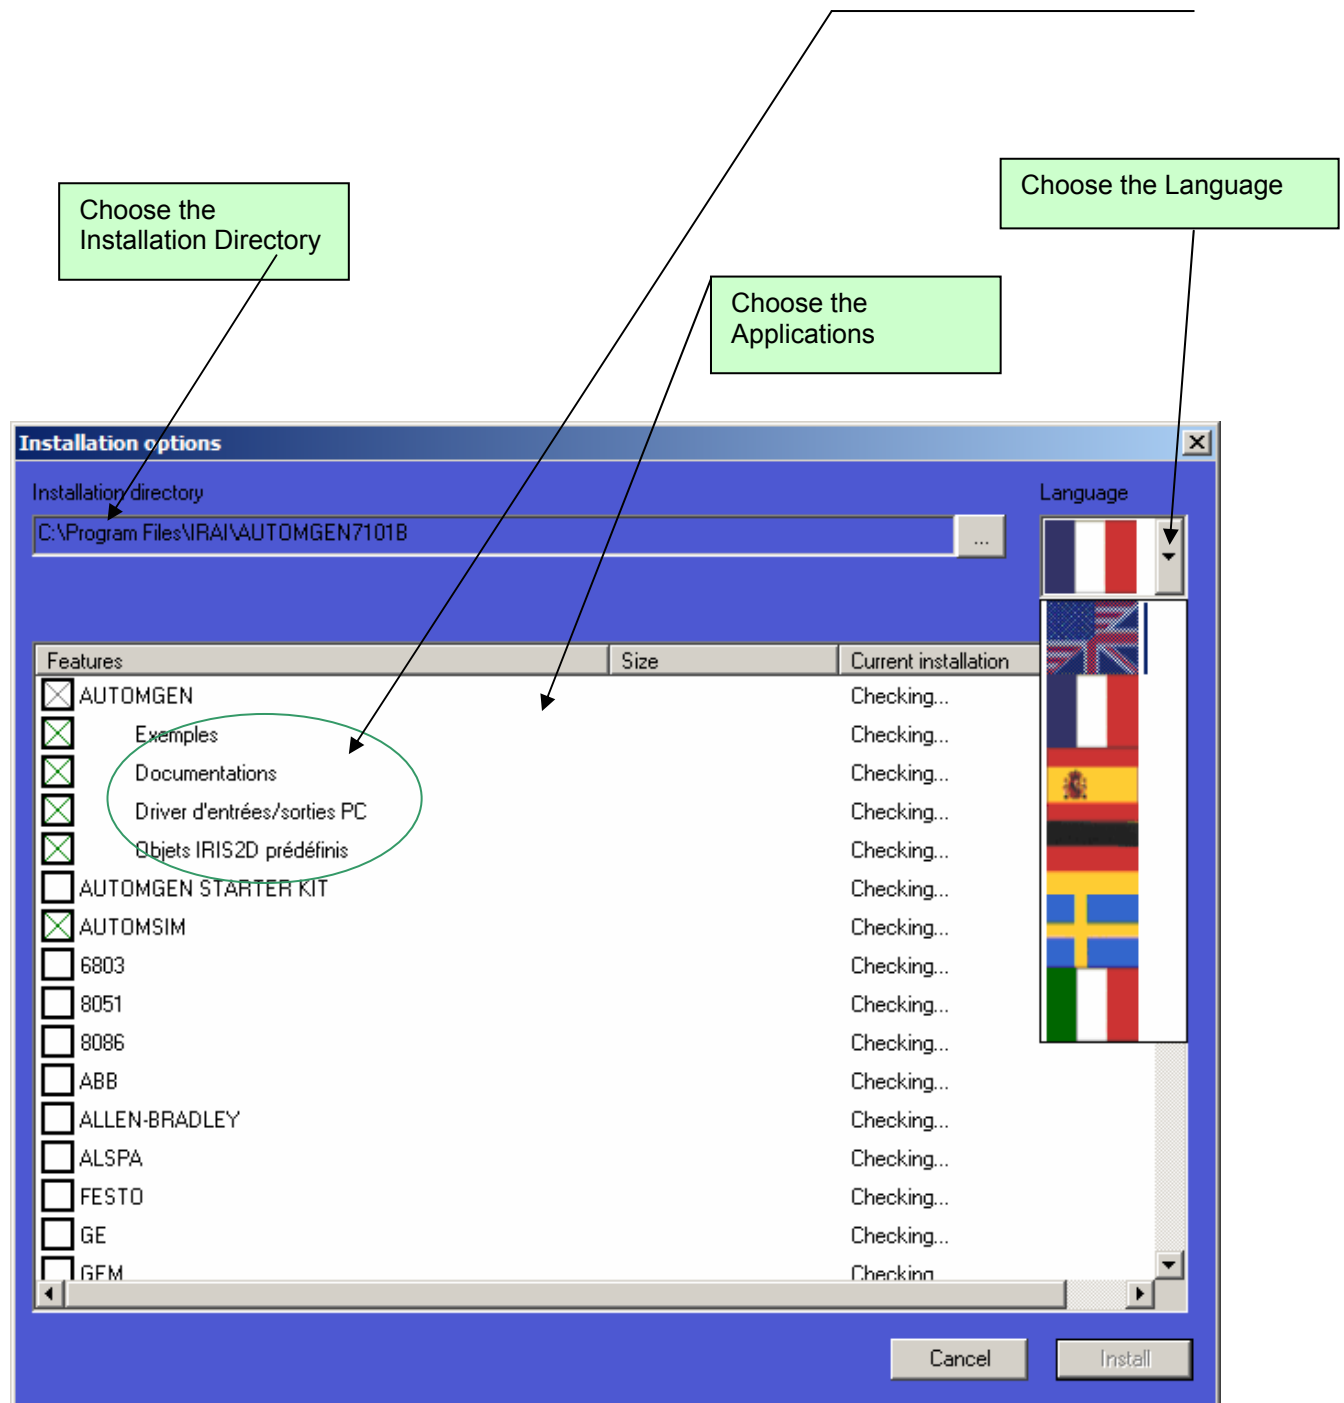 Choose the Language
Choose the
Installation Directory
Choose the
Applications
Installation options
Installation directory
Language
C:\Program Files\IRAI\AUTOMGEN7101B
...
Features Size Current installation
AUTOMGEN Checking...
Exemples Checking...
Documentations Checking...
Driver d'entrées/sorties PC Checking...
Objets IRIS2D prédéfinis Checking...
AUTOMGEN STARTER KIT Checking...
AUTOMSIM Checking...
6803 Checking...
8051 Checking...
8086 Checking...
ABB Checking...
ALLEN-BRADLEY Checking...
ALSPA Checking...
FESTO Checking...
GE Checking...
GEM Checking
Cancel Install